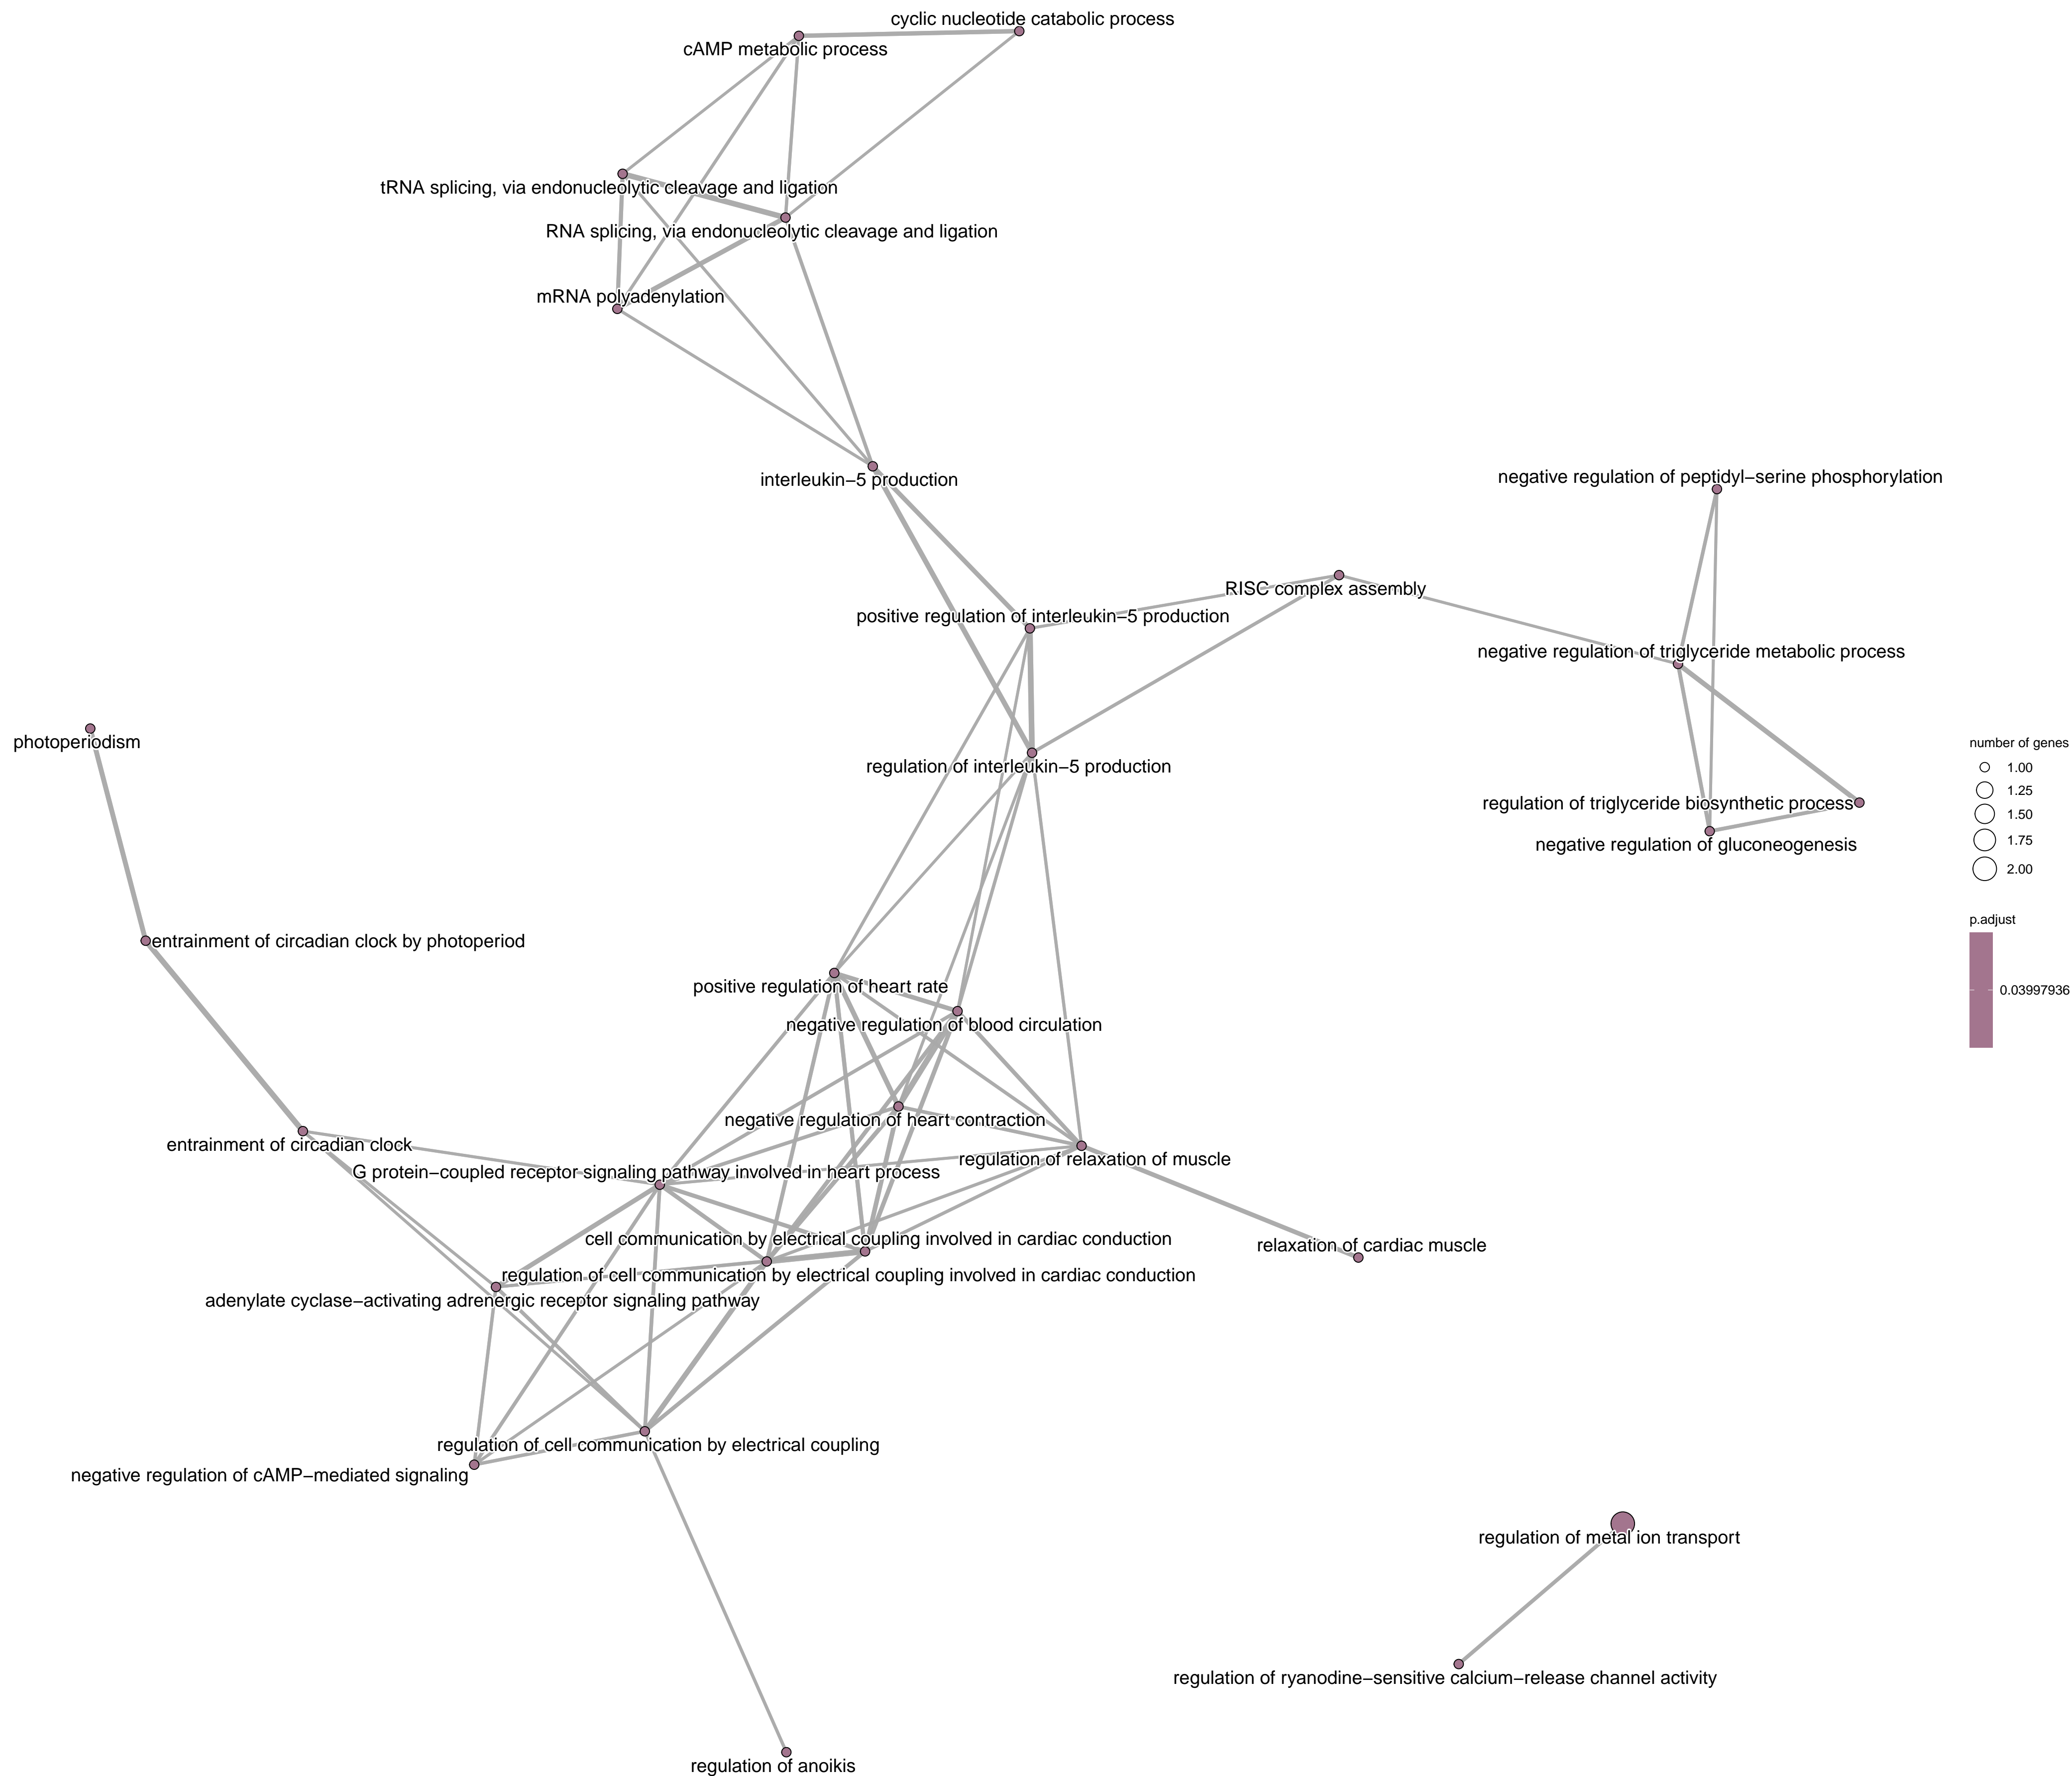 cyclic nucleotide catabolic process
cAMP metabolic process
tRNA splicing, via endonucleolytic cleavage and ligation
RNA splicing, via endonucleolytic cleavage and ligation
mRNA polyadenylation
interleukin−5 production
negative regulation of peptidyl−serine phosphorylation
RISC complex assembly
positive regulation of interleukin−5 production
negative regulation of triglyceride metabolic process
photoperiodism
regulation of interleukin−5 production
regulation of triglyceride biosynthetic process
negative regulation of gluconeogenesis
number of genes
1.00
1.25
1.50
1.75
2.00
p.adjust
0.03997936
entrainment of circadian clock by photoperiod
positive regulation of heart rate
negative regulation of blood circulation
negative regulation of heart contraction
entrainment of circadian clock
regulation of relaxation of muscle
G protein−coupled receptor signaling pathway involved in heart process
cell communication by electrical coupling involved in cardiac conduction
relaxation of cardiac muscle
regulation of cell communication by electrical coupling involved in cardiac conduction
adenylate cyclase−activating adrenergic receptor signaling pathway
regulation of cell communication by electrical coupling
negative regulation of cAMP−mediated signaling
regulation of metal ion transport
regulation of ryanodine−sensitive calcium−release channel activity
regulation of anoikis